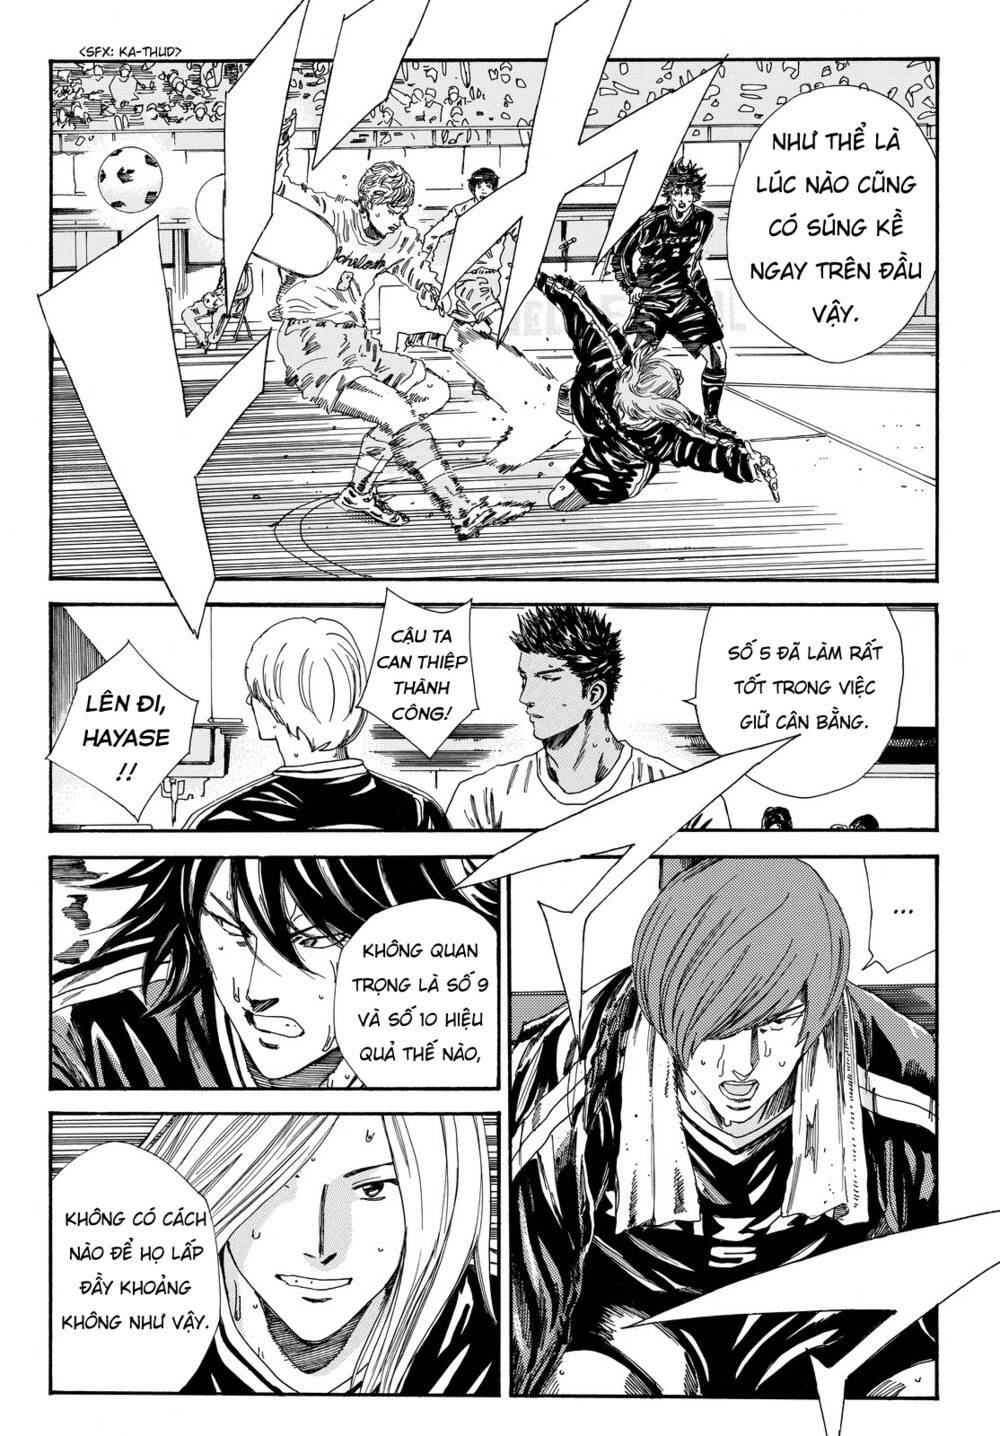 <SFX: KA-THUD>
NHƯ THỂ LÀ
LÚC NÀO CŨNG
CÓ SÚNG KỀ
NGAY TRÊN ĐẦU
VẬY.
2
SỐ 5 ĐÃ LÀM RẤT
TỐT TRONG VIỆC
GIỮ CÂN BẰNG.
CẬU TA
CAN THIỆP
THÀNH
CÔNG!
LÊN ĐI,
HAYASE
!!
...
KHÔNG QUAN
TRỌNG LÀ SỐ 9
VÀ SỐ 10 HIỆU
QUẢ THẾ NÀO,
5
KHÔNG CÓ CÁCH
NÀO ĐỂ HỌ LẤP
ĐẦY KHOẢNG
KHÔNG NHƯ VẬY.